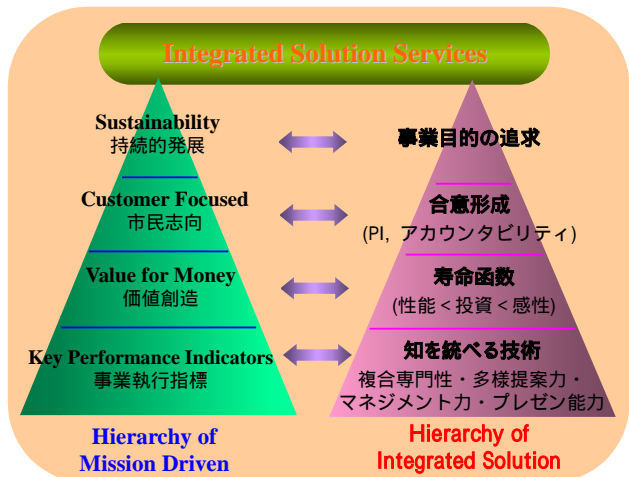 Integrated Solution Services
Sustainability
持続的発展
Customer Focused
市民志向
Value for Money
価値創造
Key Performance Indicators
事業執行指標
Hierarchy of
Mission Driven
事業目的の追求
合意形成
(PI, アカウンタビリティ)
寿命函数
(性能<投資<感性)
知を統べる技術
複合専門性・多様提案力・
マネジメント力・プレゼン能力
Hierarchy of
Integrated Solution